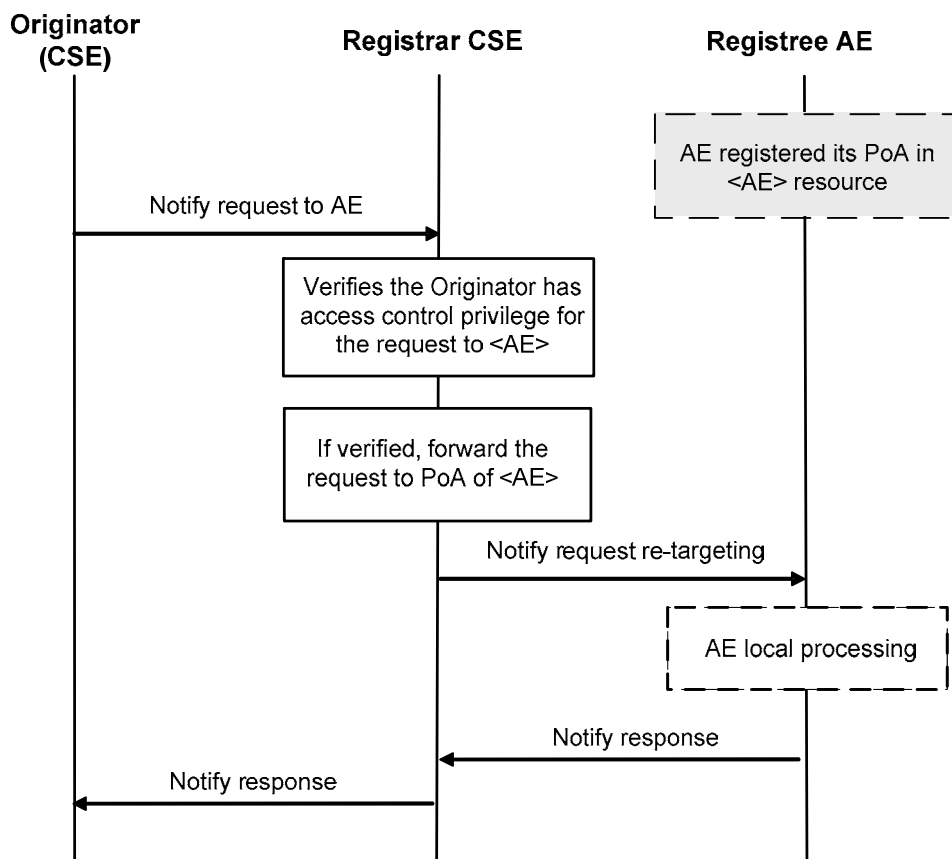 Originator
(CSE)
Registrar CSE
Registree AE
AE registered its PoA in
<AE> resource
Notify request to AE
Verifies the Originator has
access control privilege for
the request to <AE>
If verified, forward the
request to PoA of <AE>
Notify request re-targeting
AE local processing
Notify response
Notify response